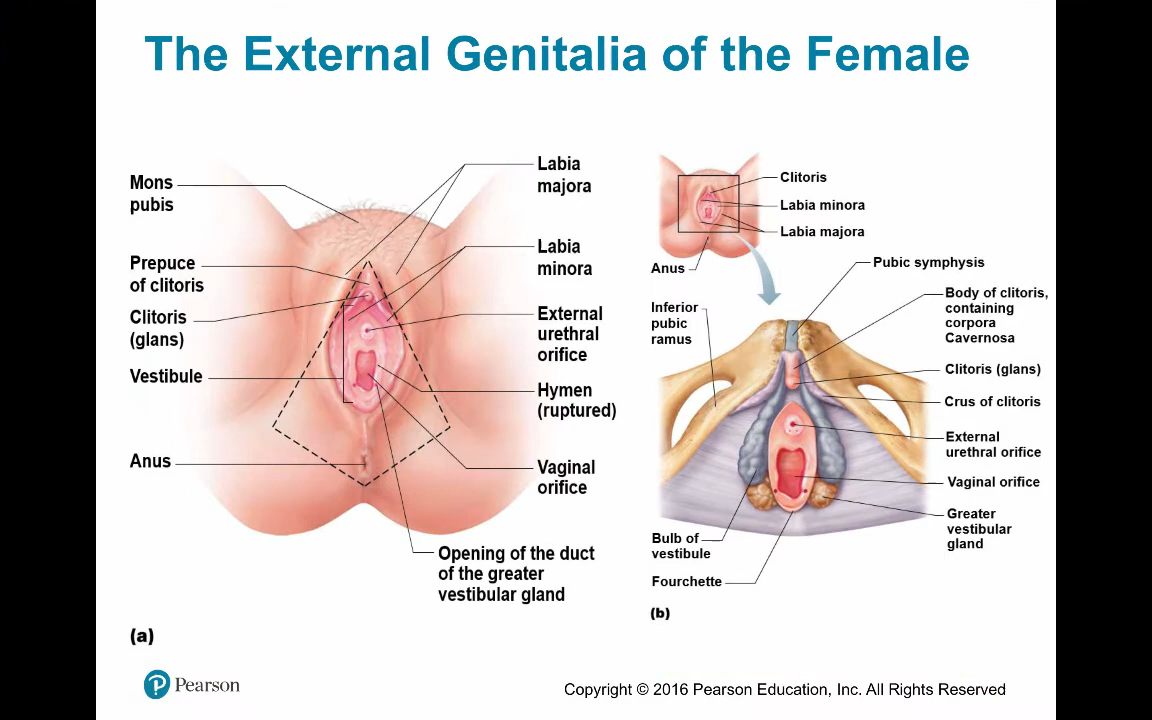 The External Genitalia of the Female
Mons
pubis
Prepuce
of clitoris
Clitoris
(glans)
Vestibule
Anus
Labia
majora
Labia
minora
External
urethral
orifice
Hymen
(ruptured)
Vaginal
orifice
Opening of the duct
of the greater
vestibular gland
(a)
Clitoris
Labia minora
Labia majora
Anus
Pubic symphysis
Inferior
pubic
ramus
Body of clitoris,
containing
corpora
Cavernosa
Clitoris (glans)
Crus of clitoris
External
urethral orifice
Vaginal orifice
Greater
vestibular
gland
Bulb of
vestibule
Fourchette
(b)
P Pearson
Copyright © 2016 Pearson Education, Inc. All Rights Reserved